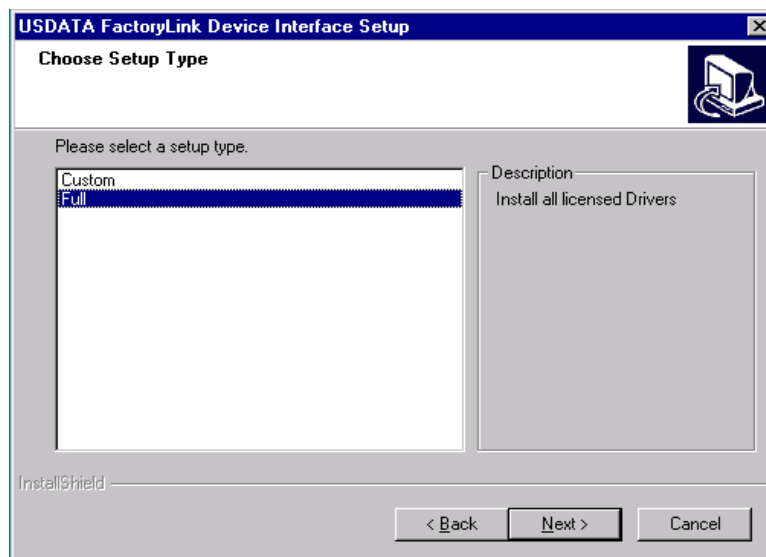 USDATA FactoryLink Device Interface Setup
Choose Setup Type
Please select a setup type.
Custom
Full
Description
Install all licensed Drivers
InstallShield
< Back
Next >
Cancel